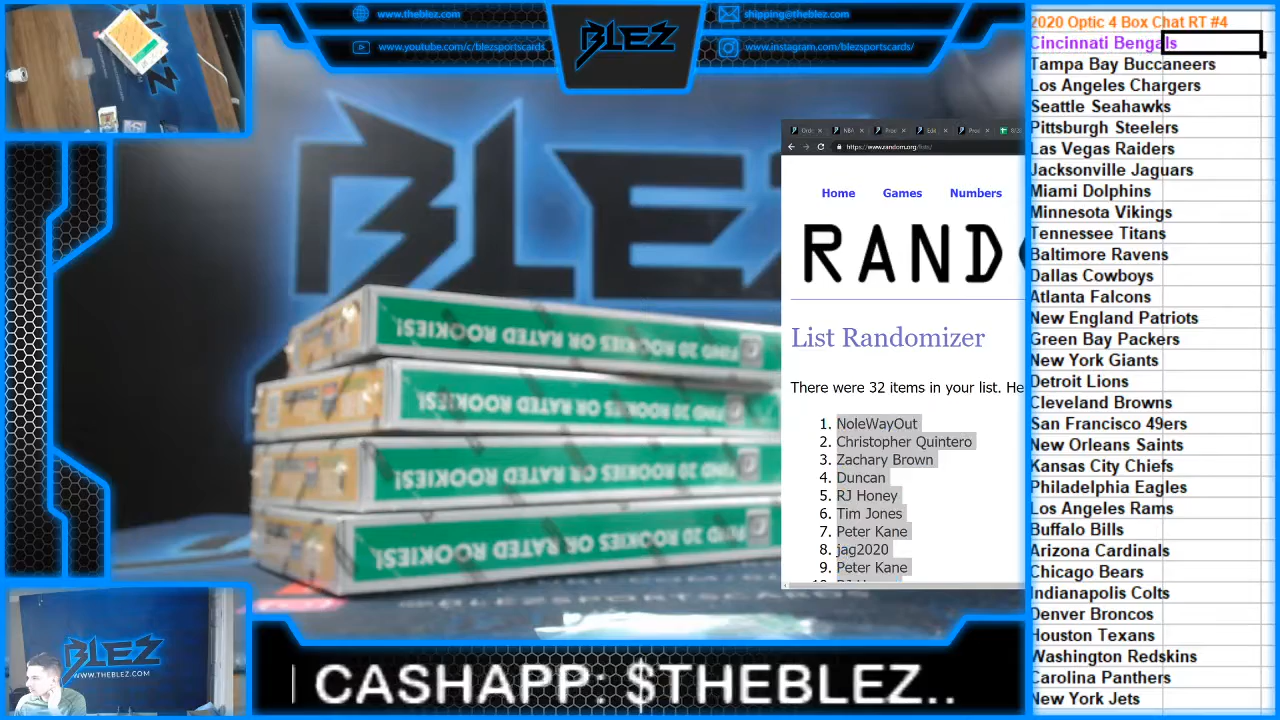 www.theblez.com
www.youtube.com/c/blezsportscards
BLEZ
shipping@theblez.com
www.instagram.com/blezsportscards/
BLEZ
FIND 20 ROOKIES OR RATED ROOKIES!
FIND 20 ROOKIES OR RATED ROOKIES!
FIND 20 ROOKIES OR RATED ROOKIES!
FIND 20 ROOKIES OR RATED ROOKIES!
@BLEZSPORTSCARDS
BLEZ
WWW.THEBLEZ.COM
CASHAPP: $THEBLEZ..
https://www.random.org/lists/
Home Games Numbers
RAND
List Randomizer
There were 32 items in your list. He
1. NoleWayOut
2. Christopher Quintero
3. Zachary Brown
4. Duncan
5. RJ Honey
6. Tim Jones
7. Peter Kane
8. jag2020
9. Peter Kane
2020 Optic 4 Box Chat RT #4
Cincinnati Bengals
Tampa Bay Buccaneers
Los Angeles Chargers
Seattle Seahawks
Pittsburgh Steelers
Las Vegas Raiders
Jacksonville Jaguars
Miami Dolphins
Minnesota Vikings
Tennessee Titans
Baltimore Ravens
Dallas Cowboys
Atlanta Falcons
New England Patriots
Green Bay Packers
New York Giants
Detroit Lions
Cleveland Browns
San Francisco 49ers
New Orleans Saints
Kansas City Chiefs
Philadelphia Eagles
Los Angeles Rams
Buffalo Bills
Arizona Cardinals
Chicago Bears
Indianapolis Colts
Denver Broncos
Houston Texans
Washington Redskins
Carolina Panthers
New York Jets